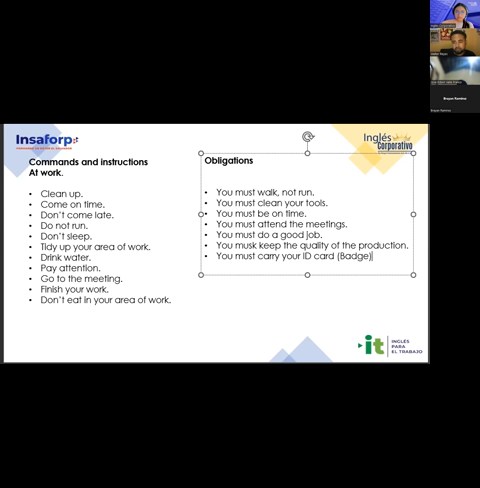 Insaforp
Inglés
Corporativo
Commands and instructions
At work.
• Clean up.
• Come on time.
• Don't come late.
• Do not run.
• Don't sleep.
• Tidy up your area of work.
• Drink water.
• Pay attention.
• Go to the meeting.
• Finish your work.
• Don't eat in your area of work.
Obligations
• You must walk, not run.
• You must clean your tools.
• You must be on time.
• You must attend the meetings.
• You must do a good job.
• You musk keep the quality of the production.
• You must carry your ID card (Badge)
it
INGLÉS
PARA
EL TRABAJO
Brayan Ramirez